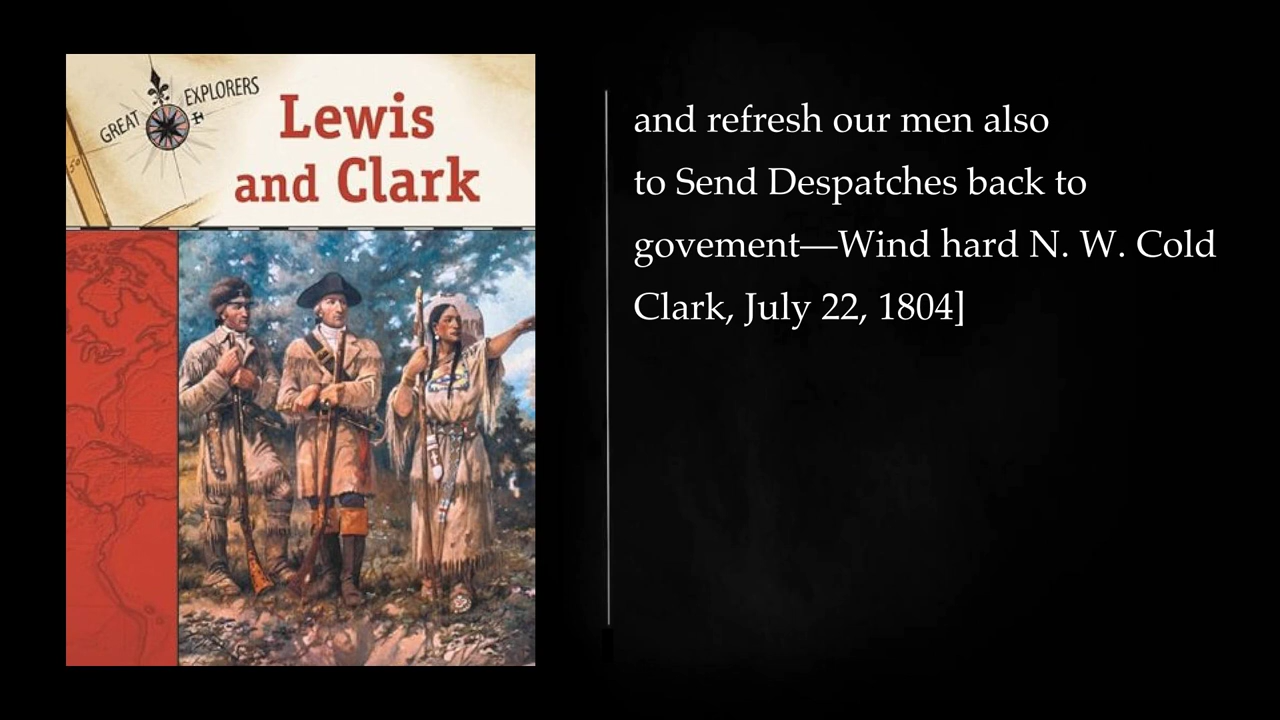 GREAT EXPLORERS
Lewis
and Clark
and refresh our men also
to Send Despatches back to
govement—Wind hard N. W. Cold
Clark, July 22, 1804]